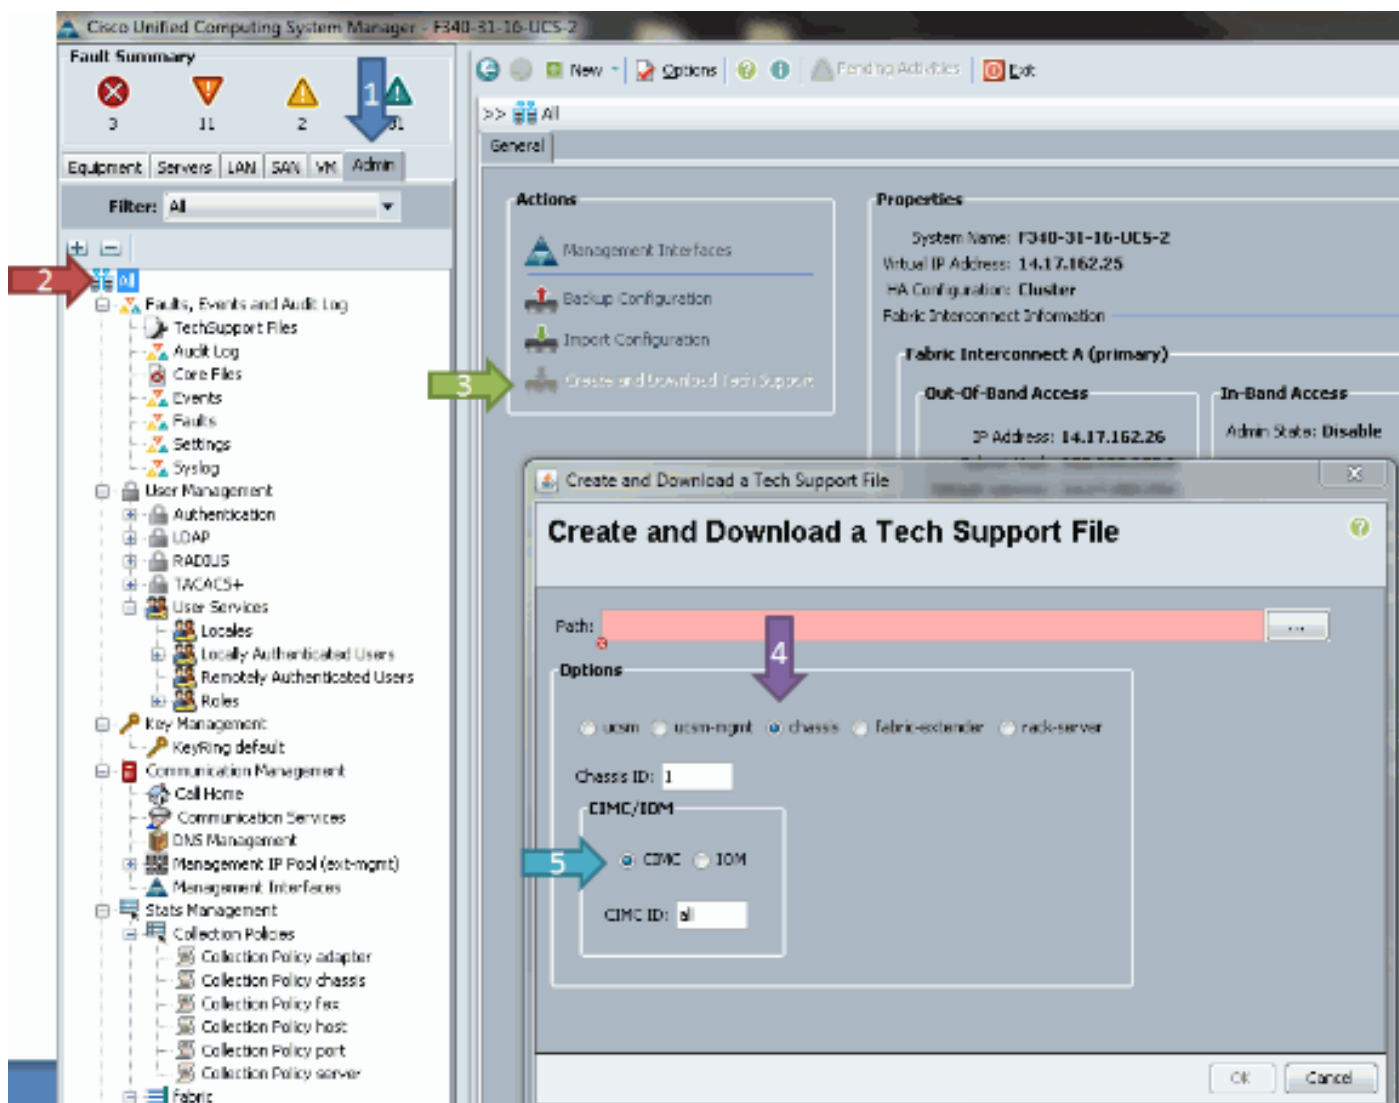 Cisco Unified Computing System Manager - F340-31-16-UCS-2
Fault Summary
3 11 2
1
Equipment Servers LAN SAN VM Admin
Filter: All
2
All
Faults, Events and Audit Log
TechSupport Files
Audit Log
Core Files
Events
Faults
Settings
Syslog
User Management
Authentication
LDAP
RADIUS
TACACS+
User Services
Locales
Locally Authenticated Users
Remotely Authenticated Users
Roles
Key Management
KeyRing default
Communication Management
Call Home
Communication Services
DNS Management
Management IP Pool (ext-mgmt)
Management Interfaces
Stats Management
Collection Policies
Collection Policy adapter
Collection Policy chassis
Collection Policy fex
Collection Policy host
Collection Policy port
Collection Policy server
fabric
New Options Pending Activities Exit
>> All
General
Actions
Management Interfaces
Backup Configuration
Import Configuration
3
Create and Download Tech Support
Properties
System Name: F340-31-16-UCS-2
Virtual IP Address: 14.17.162.25
HA Configuration: Cluster
Fabric Interconnect Information
Fabric Interconnect A (primary)
Out-Of-Band Access
IP Address: 14.17.162.26
In-Band Access
Admin State: Disable
Create and Download a Tech Support File
Create and Download a Tech Support File
Path: ...
4
Options
ucsm ucsm-mgmt chassis fabric-extender rack-server
Chassis ID: 1
CIMC/IOM
5
CIMC IOM
CIMC ID: all
OK Cancel